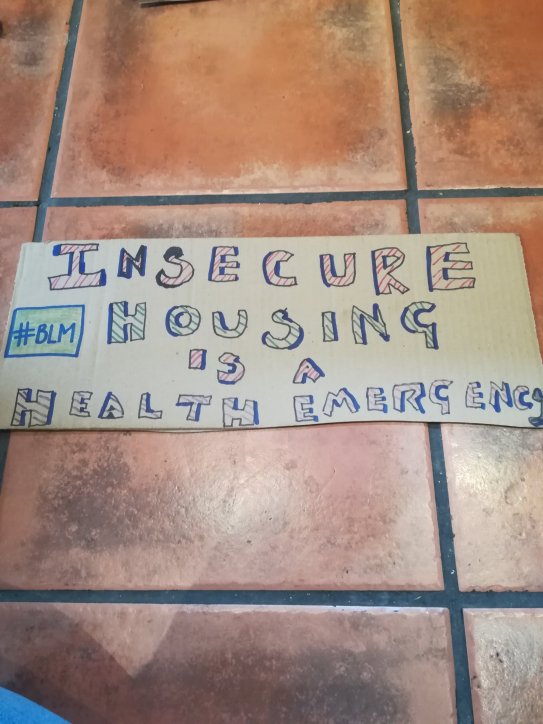 INSECURE
#BLM HOUSING
IS A
HEALTH EMERGENCY